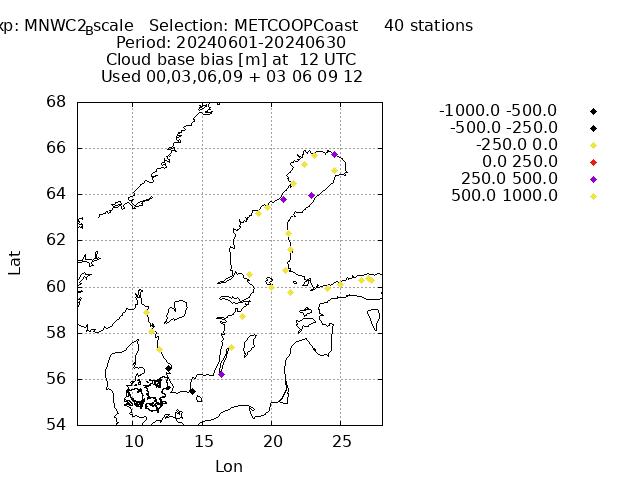 xp: MNWC2Bscale Selection: METCOOPCoast 40 stations
Period: 20240601-20240630
Cloud base bias [m] at 12 UTC
Used 00,03,06,09 + 03 06 09 12
-1000.0 -500.0
-500.0 -250.0
-250.0 0.0
0.0 250.0
250.0 500.0
500.0 1000.0
68
66
64
62
60
58
56
54
Lat
10 15 20 25
Lon